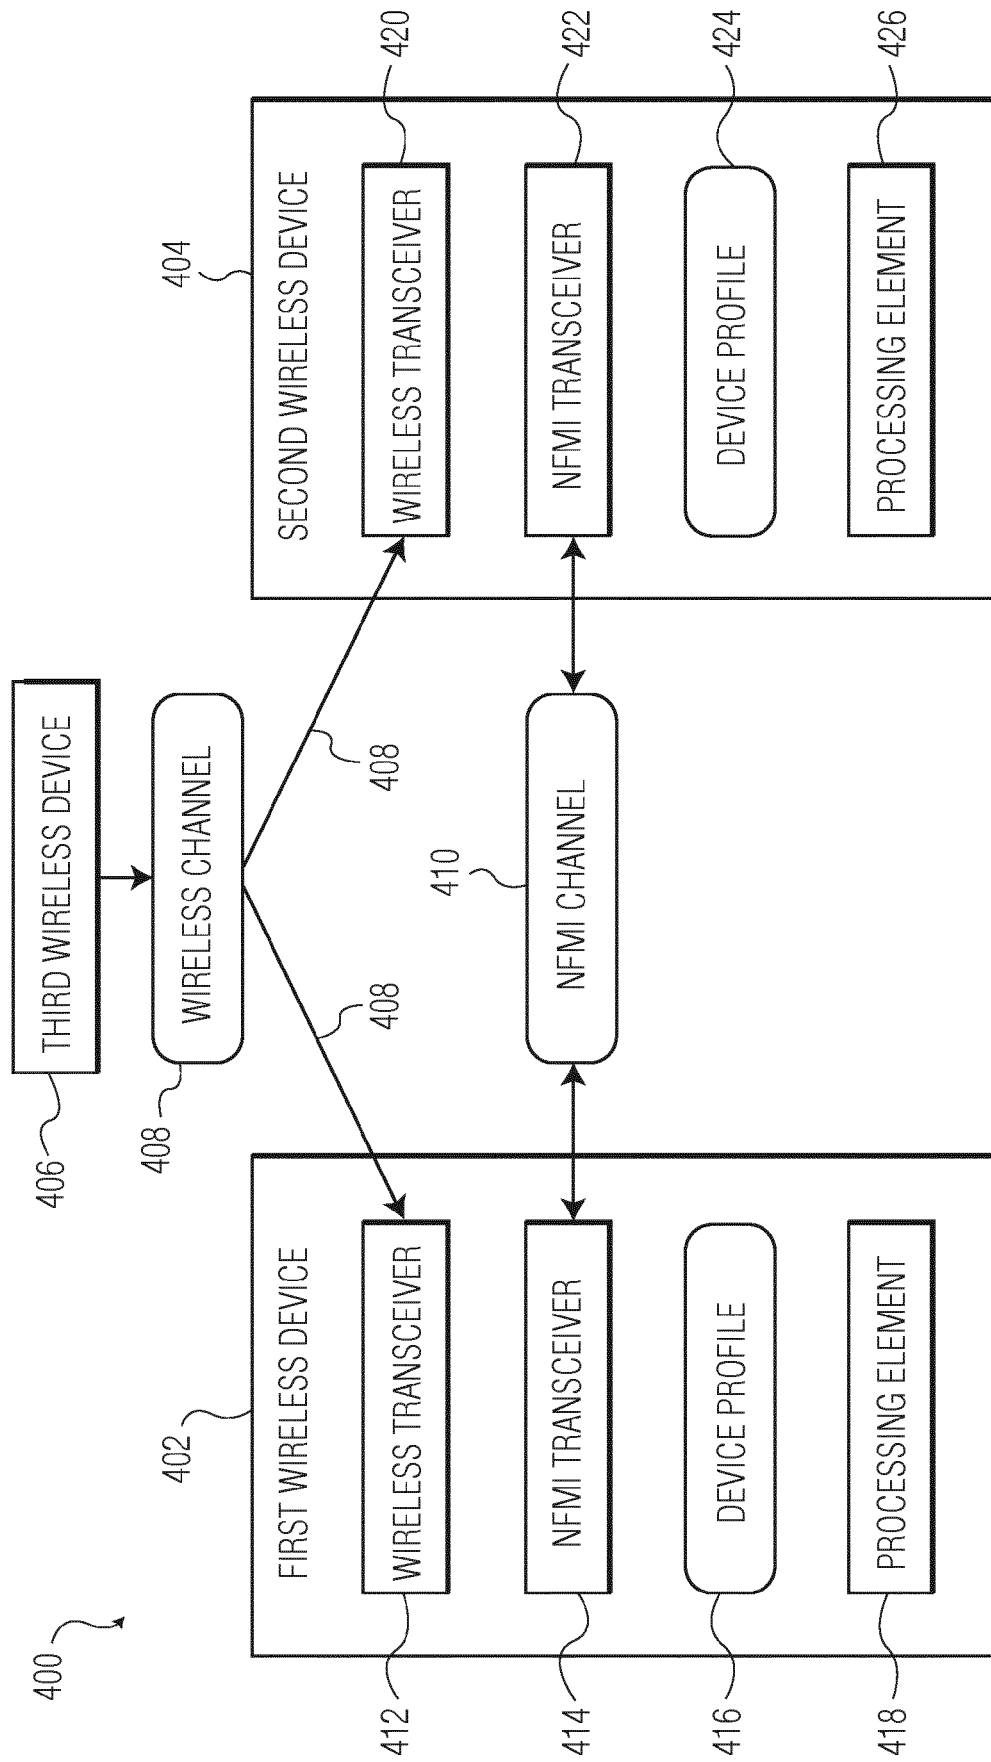 400
406
THIRD WIRELESS DEVICE
408
WIRELESS CHANNEL
408
408
402
FIRST WIRELESS DEVICE
412
WIRELESS TRANSCEIVER
414
NFMI TRANSCEIVER
416
DEVICE PROFILE
418
PROCESSING ELEMENT
410
NFMI CHANNEL
404
SECOND WIRELESS DEVICE
WIRELESS TRANSCEIVER
420
NFMI TRANSCEIVER
422
DEVICE PROFILE
424
PROCESSING ELEMENT
426